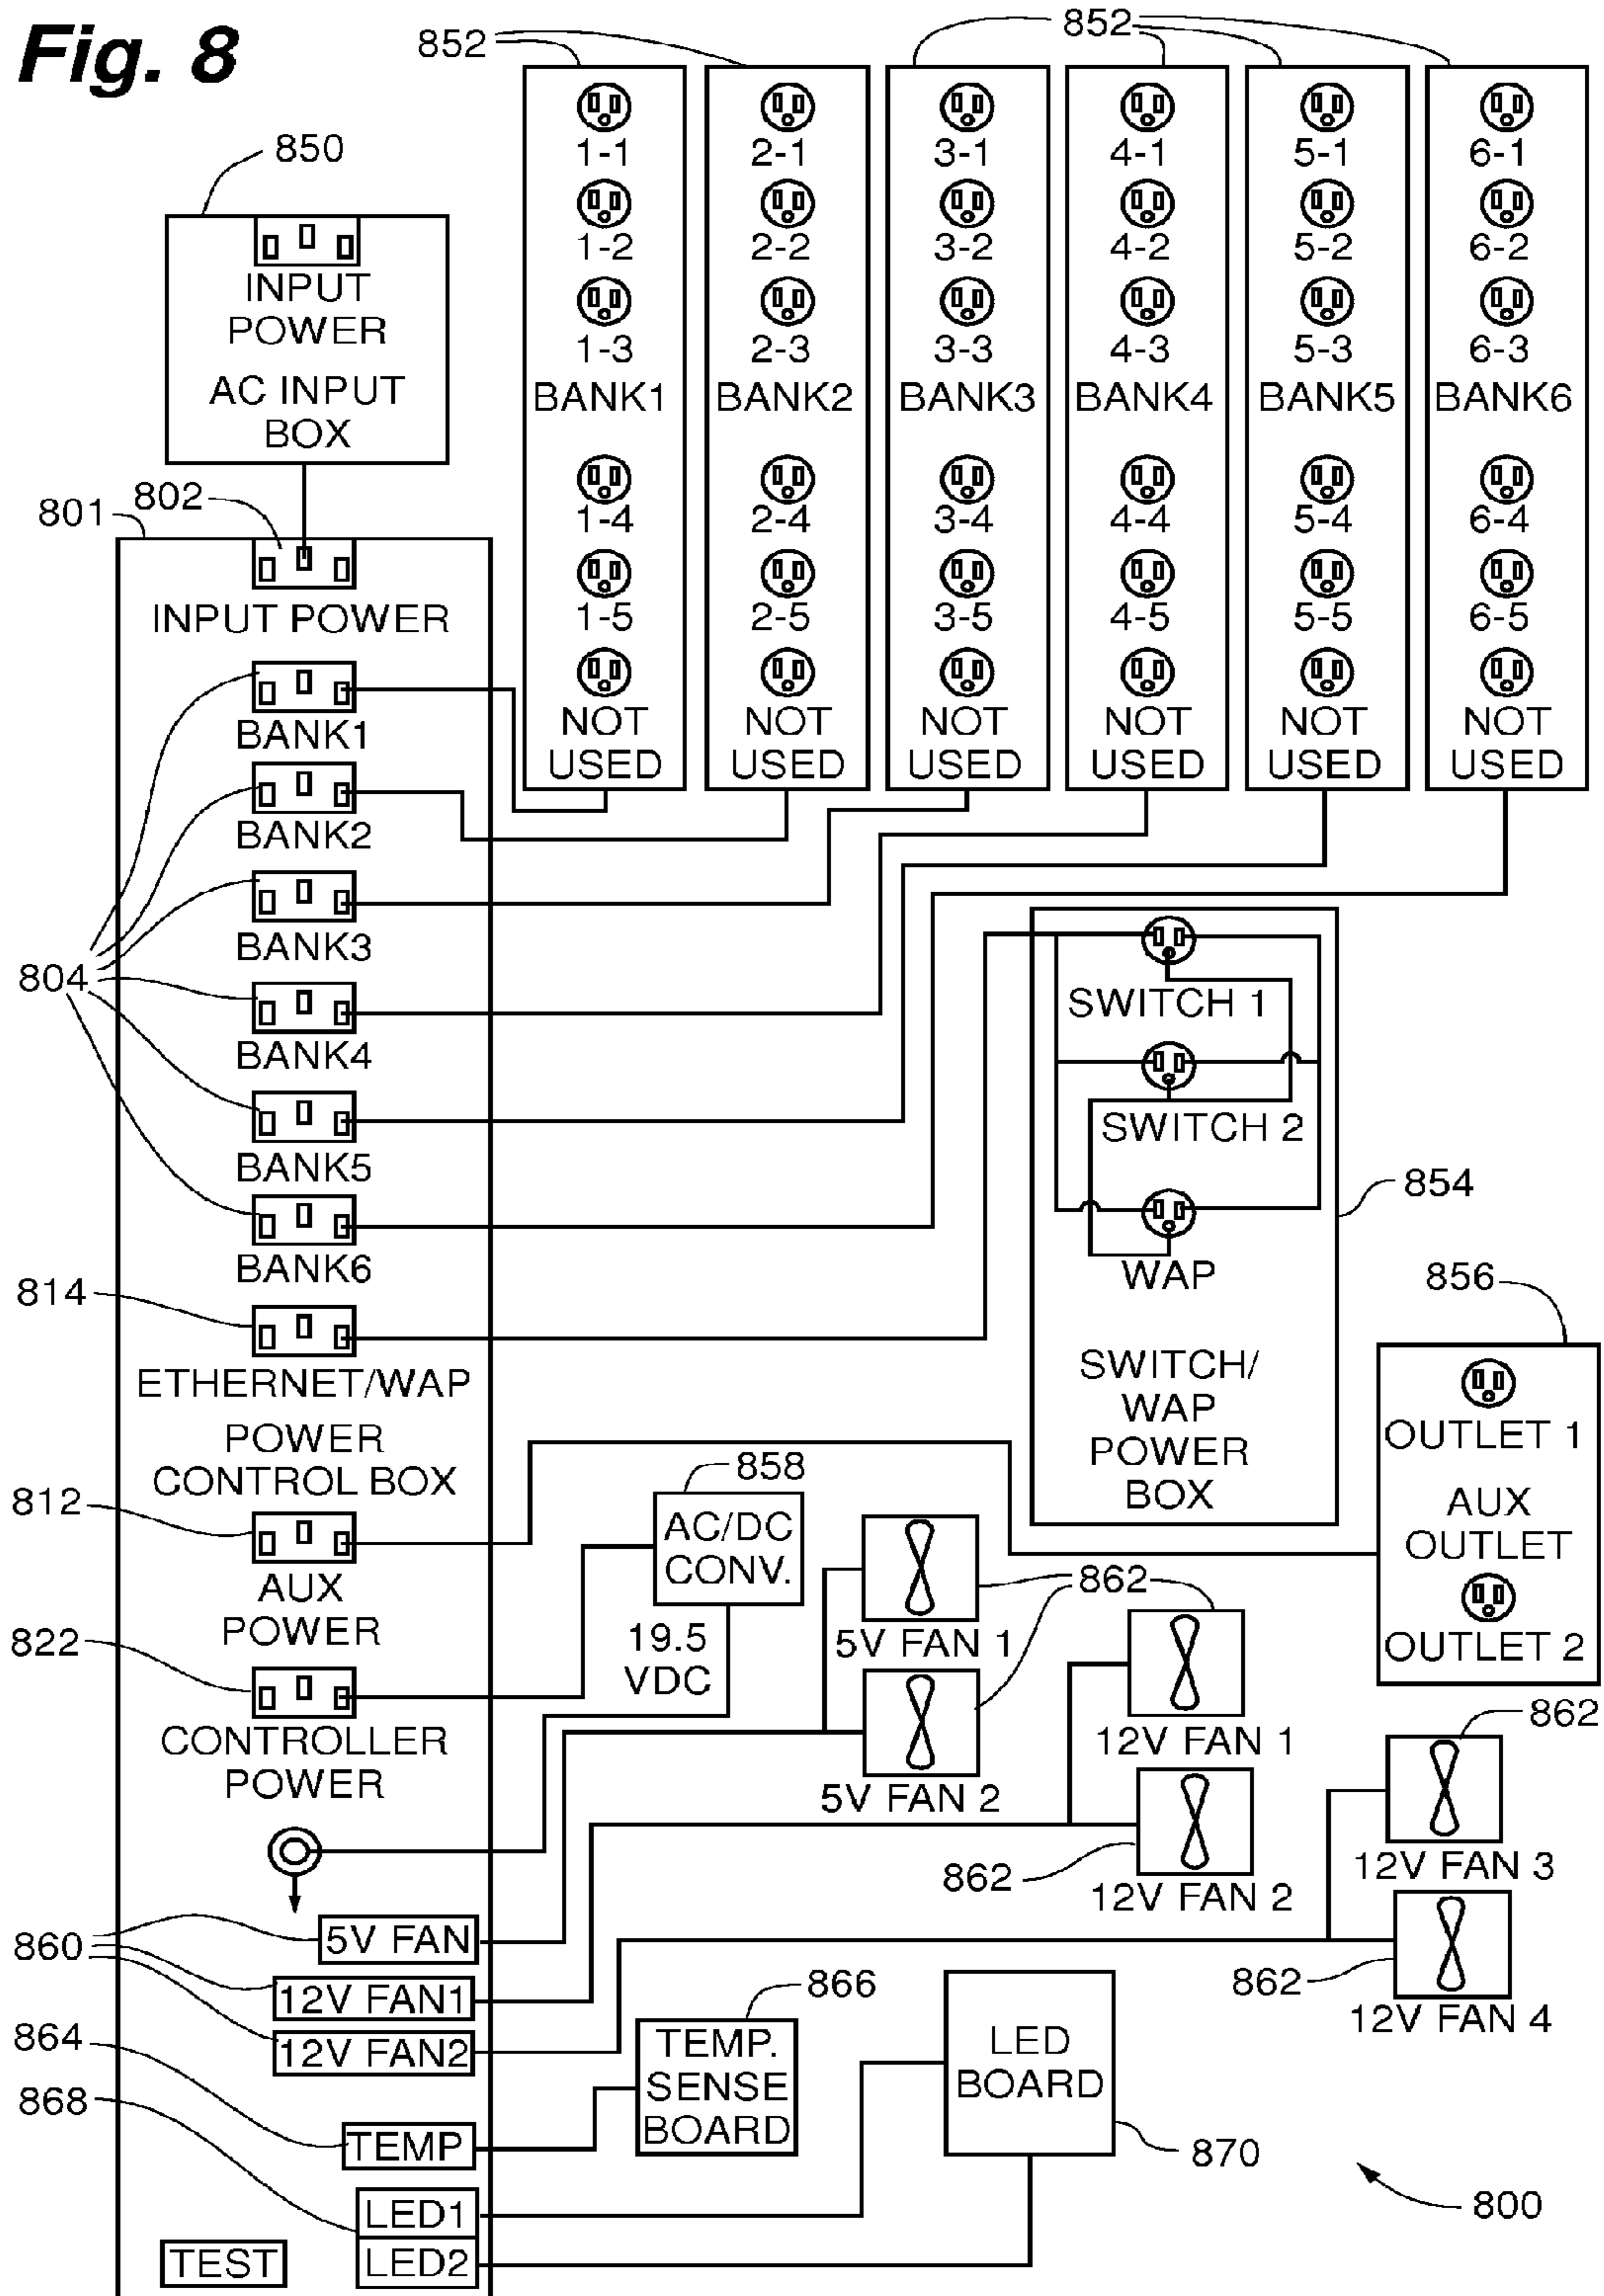 Fig. 8
852
852
850
INPUT
POWER
AC INPUT
BOX
1-1
1-2
1-3
BANK1
1-4
1-5
NOT
USED
2-1
2-2
2-3
BANK2
2-4
2-5
NOT
USED
3-1
3-2
3-3
BANK3
3-4
3-5
NOT
USED
4-1
4-2
4-3
BANK4
4-4
4-5
NOT
USED
5-1
5-2
5-3
BANK5
5-4
5-5
NOT
USED
6-1
6-2
6-3
BANK6
6-4
6-5
NOT
USED
801
802
INPUT POWER
BANK1
BANK2
BANK3
804
BANK4
BANK5
BANK6
814
ETHERNET/WAP
POWER
CONTROL BOX
812
AUX
POWER
822
CONTROLLER
POWER
860
5V FAN
12V FAN1
12V FAN2
864
868
TEMP
LED1
LED2
TEST
SWITCH 1
SWITCH 2
WAP
SWITCH/
WAP
POWER
BOX
854
856
OUTLET 1
AUX
OUTLET
OUTLET 2
858
AC/DC
CONV.
19.5
VDC
862
5V FAN 1
5V FAN 2
12V FAN 1
862
12V FAN 2
862
12V FAN 3
862
12V FAN 4
866
TEMP.
SENSE
BOARD
LED
BOARD
870
800